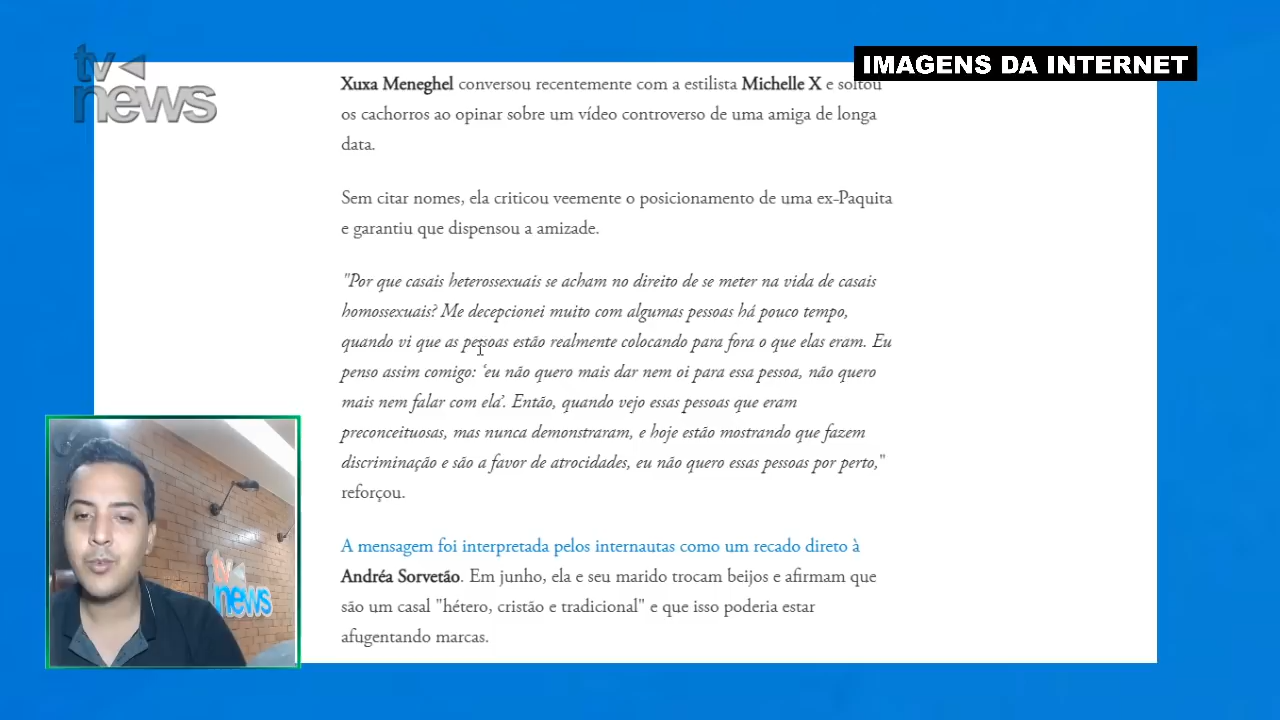 tv
news
IMAGENS DA INTERNET
Xuxa Meneghel conversou recentemente com a estilista Michelle X e soltou
os cachorros ao opinar sobre um vídeo controverso de uma amiga de longa
data.
Sem citar nomes, ela criticou veemente o posicionamento de uma ex-Paquita
e garantiu que dispensou a amizade.
"Por que casais heterossexuais se acham no direito de se meter na vida de casais
homossexuais? Me decepcionei muito com algumas pessoas há pouco tempo,
quando vi que as pessoas estão realmente colocando para fora o que elas eram. Eu
penso assim comigo: ‘eu não quero mais dar nem oi para essa pessoa, não quero
mais nem falar com ela’. Então, quando vejo essas pessoas que eram
preconceituosas, mas nunca demonstraram, e hoje estão mostrando que fazem
discriminação e são a favor de atrocidades, eu não quero essas pessoas por perto,"
reforçou.
A mensagem foi interpretada pelos internautas como um recado direto à
Andréa Sorvetão. Em junho, ela e seu marido trocam beijos e afirmam que
são um casal "hétero, cristão e tradicional" e que isso poderia estar
afugentando marcas.
tv
news